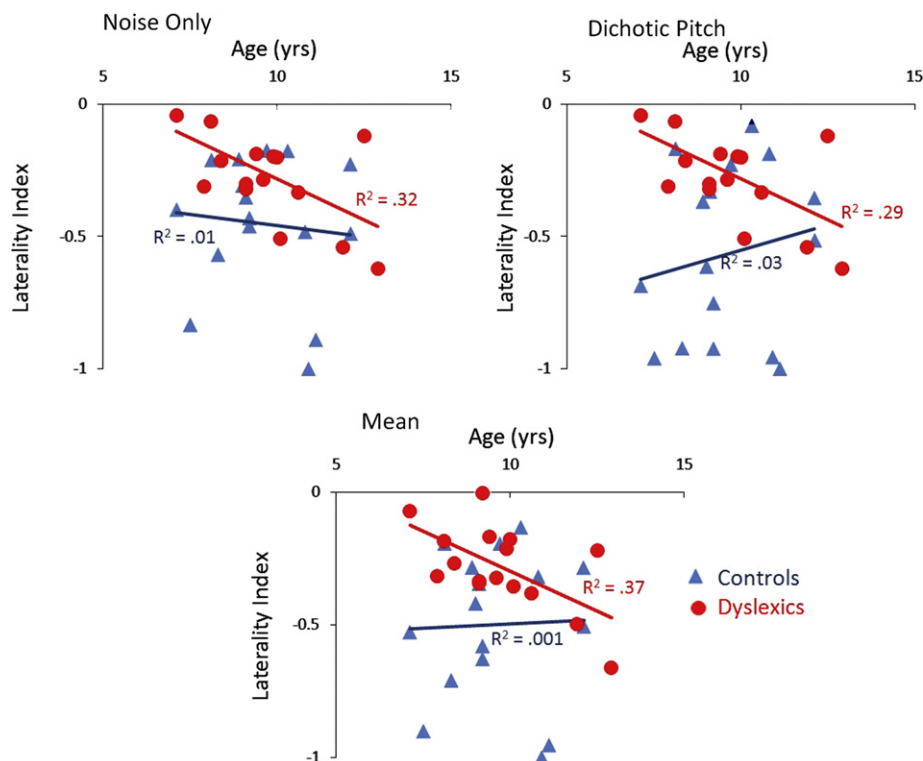 Noise Only
Age (yrs)
5 10 15
0
-0.5
-1
Laterality Index
R² = .32
R² = .01
Dichotic Pitch
Age (yrs)
5 10 15
0
-0.5
-1
Laterality Index
R² = .29
R² = .03
Mean
Age (yrs)
5 10 15
0
-0.5
-1
Laterality Index
R² = .37
R² = .001
Controls
Dyslexics